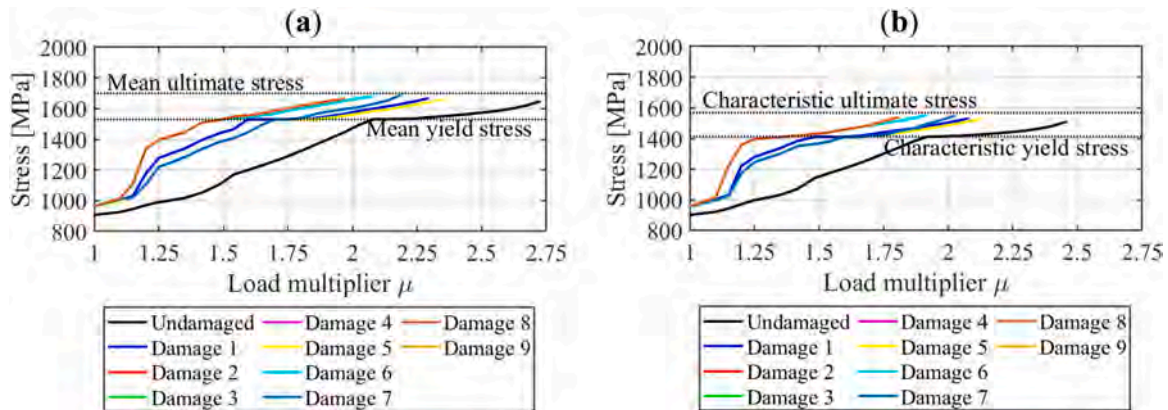 (a)
2000
1800
1600
1400
1200
1000
800
Stress [MPa]
Mean ultimate stress
Mean yield stress
1
1.25
1.5
1.75
2
2.25
2.5
2.75
Load multiplier μ
Undamaged
Damage 1
Damage 2
Damage 3
Damage 4
Damage 5
Damage 6
Damage 7
Damage 8
Damage 9
(b)
2000
1800
1600
1400
1200
1000
800
Stress [MPa]
Characteristic ultimate stress
Characteristic yield stress
1
1.25
1.5
1.75
2
2.25
2.5
2.75
Load multiplier μ
Undamaged
Damage 1
Damage 2
Damage 3
Damage 4
Damage 5
Damage 6
Damage 7
Damage 8
Damage 9